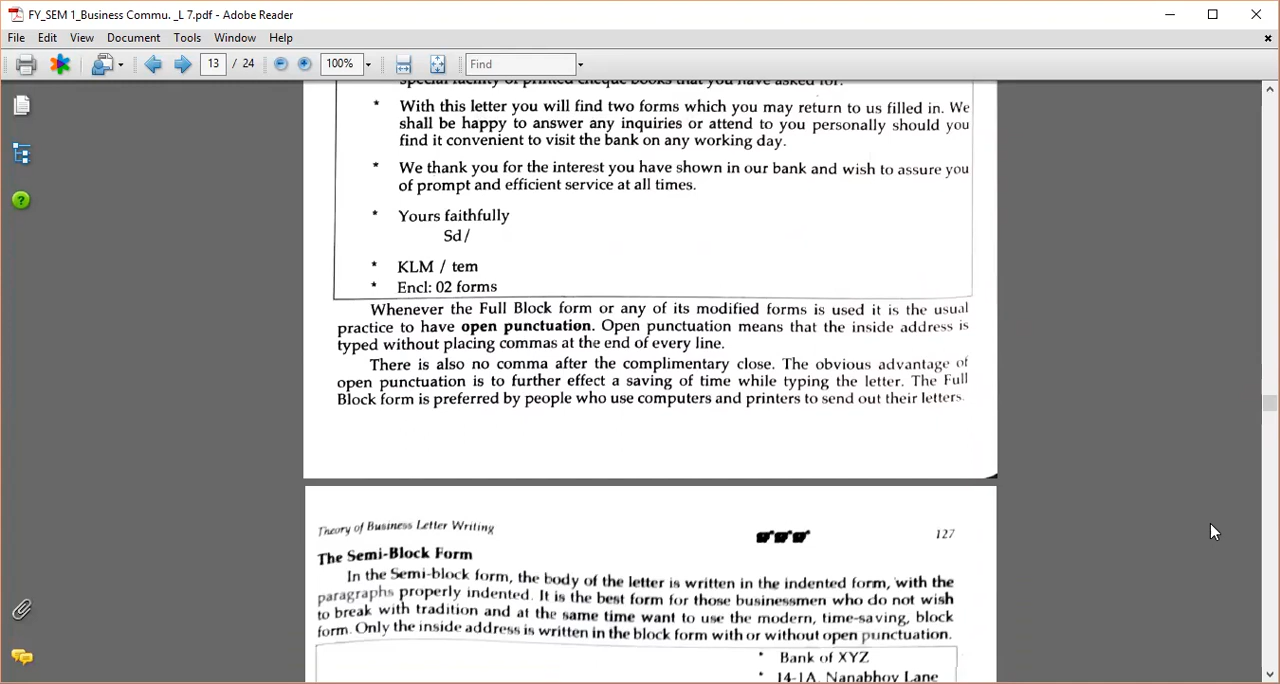 FY_SEM 1_Business Commu. _L 7.pdf - Adobe Reader
File Edit View Document Tools Window Help
13 / 24 100% Find
special facility of printed cheque books that you have asked for.
* With this letter you will find two forms which you may return to us filled in. We
shall be happy to answer any inquiries or attend to you personally should you
find it convenient to visit the bank on any working day.
* We thank you for the interest you have shown in our bank and wish to assure you
of prompt and efficient service at all times.
* Yours faithfully
Sd/
* KLM / tem
* Encl: 02 forms
Whenever the Full Block form or any of its modified forms is used it is the usual
practice to have open punctuation. Open punctuation means that the inside address is
typed without placing commas at the end of every line.
There is also no comma after the complimentary close. The obvious advantage of
open punctuation is to further effect a saving of time while typing the letter. The Full
Block form is preferred by people who use computers and printers to send out their letters.
Theory of Business Letter Writing 127
The Semi-Block Form
In the Semi-block form, the body of the letter is written in the indented form, with the
paragraphs properly indented. It is the best form for those businessmen who do not wish
to break with tradition and at the same time want to use the modern, time-saving, block
form. Only the inside address is written in the block form with or without open punctuation.
* Bank of XYZ
* 14-1A, Nanabhoy Lane